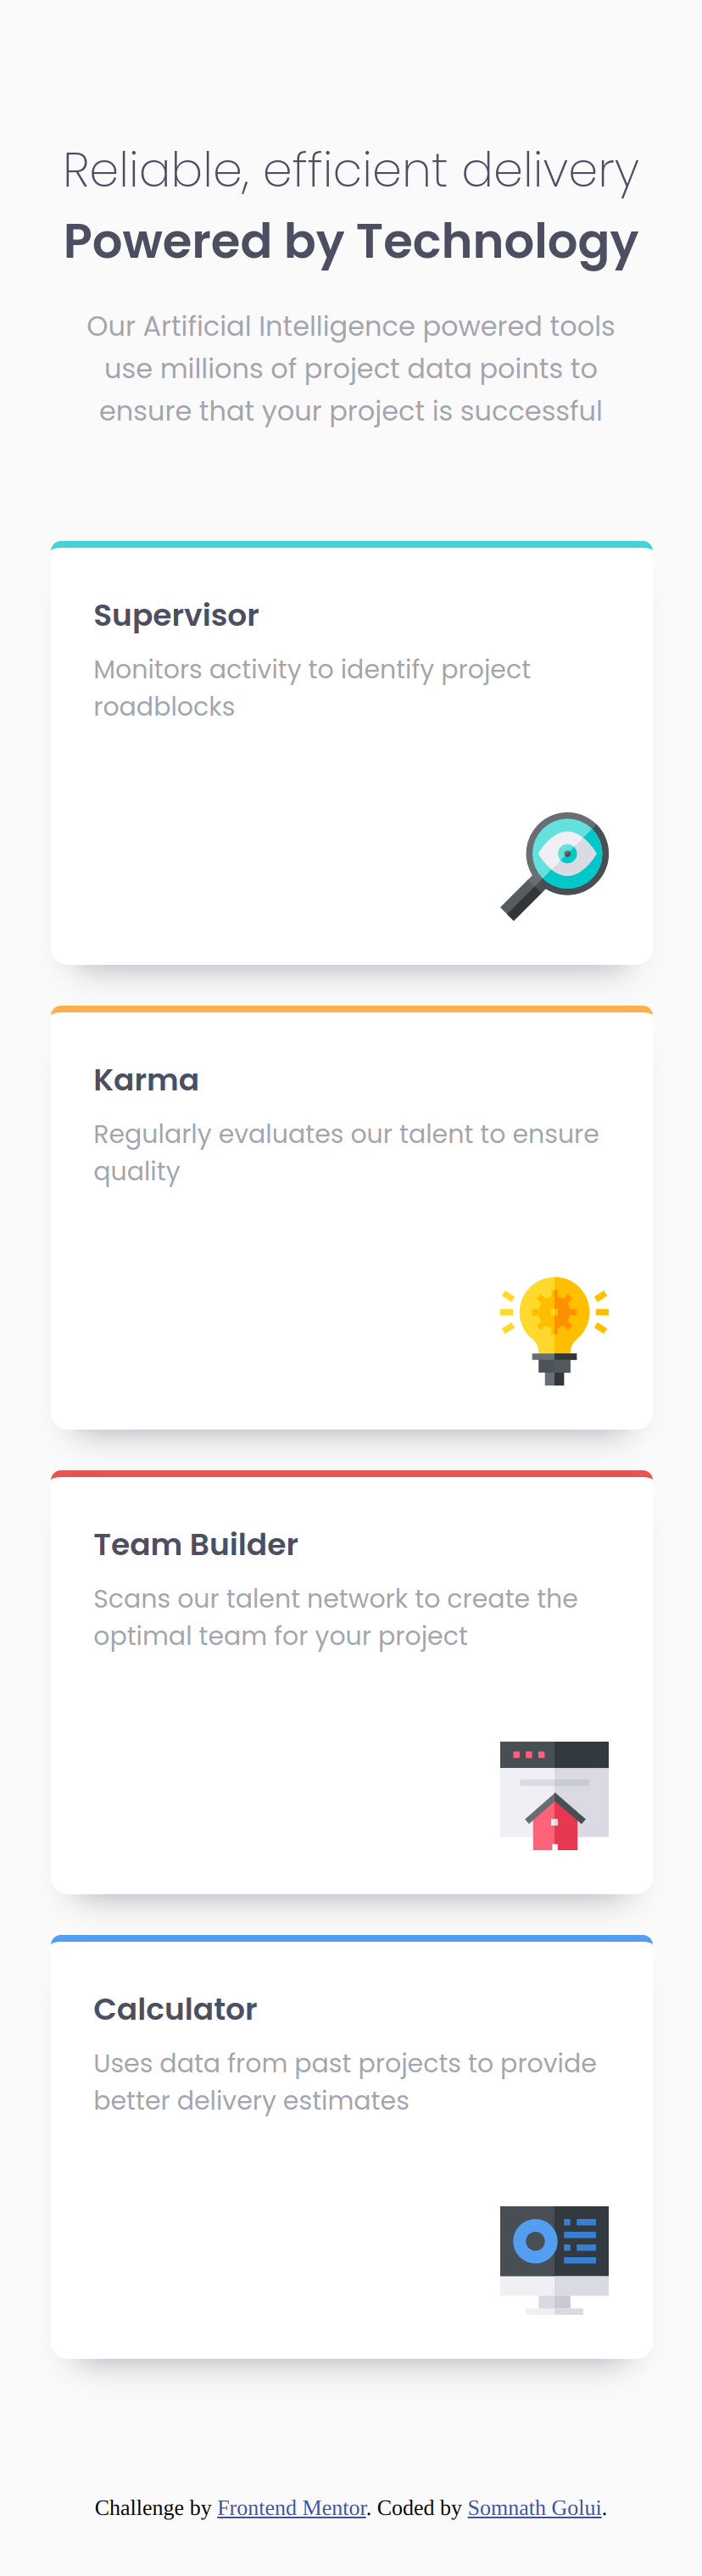 Reliable, efficient delivery
Powered by Technology
Our Artificial Intelligence powered tools
use millions of project data points to
ensure that your project is successful
Supervisor
Monitors activity to identify project
roadblocks
Karma
Regularly evaluates our talent to ensure
quality
Team Builder
Scans our talent network to create the
optimal team for your project
Calculator
Uses data from past projects to provide
better delivery estimates
Challenge by Frontend Mentor. Coded by Somnath Golui.